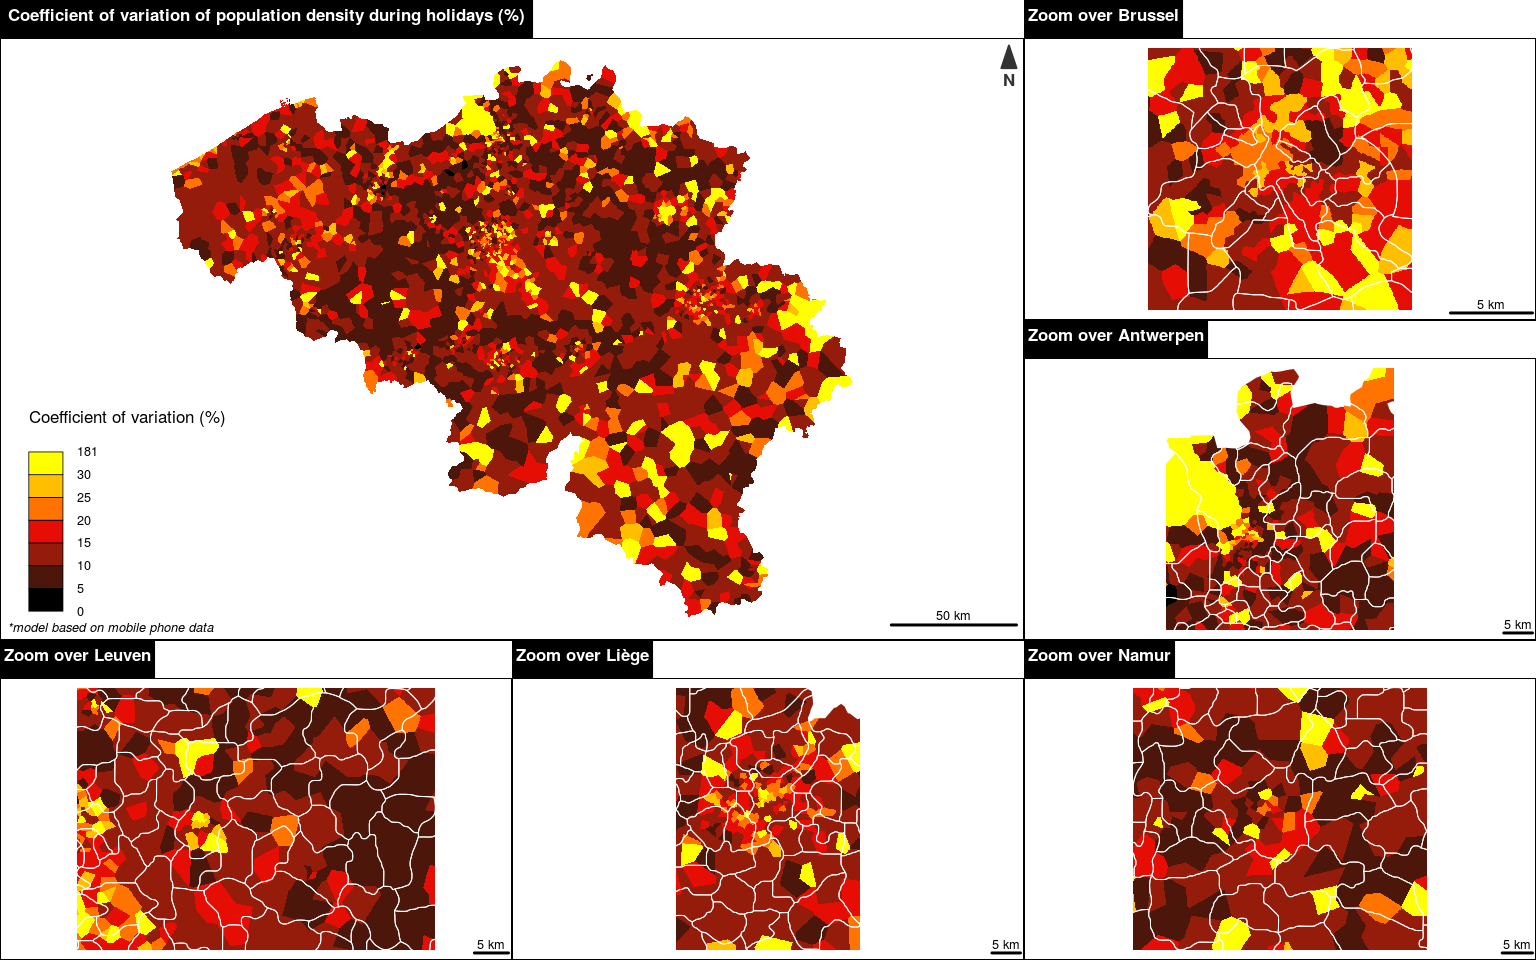 Coefficient of variation of population density during holidays (%)
N
Coefficient of variation (%)
181
30
25
20
15
10
5
0
*model based on mobile phone data
50 km
Zoom over Brussel
5 km
Zoom over Antwerpen
5 km
Zoom over Leuven
5 km
Zoom over Liège
5 km
Zoom over Namur
5 km